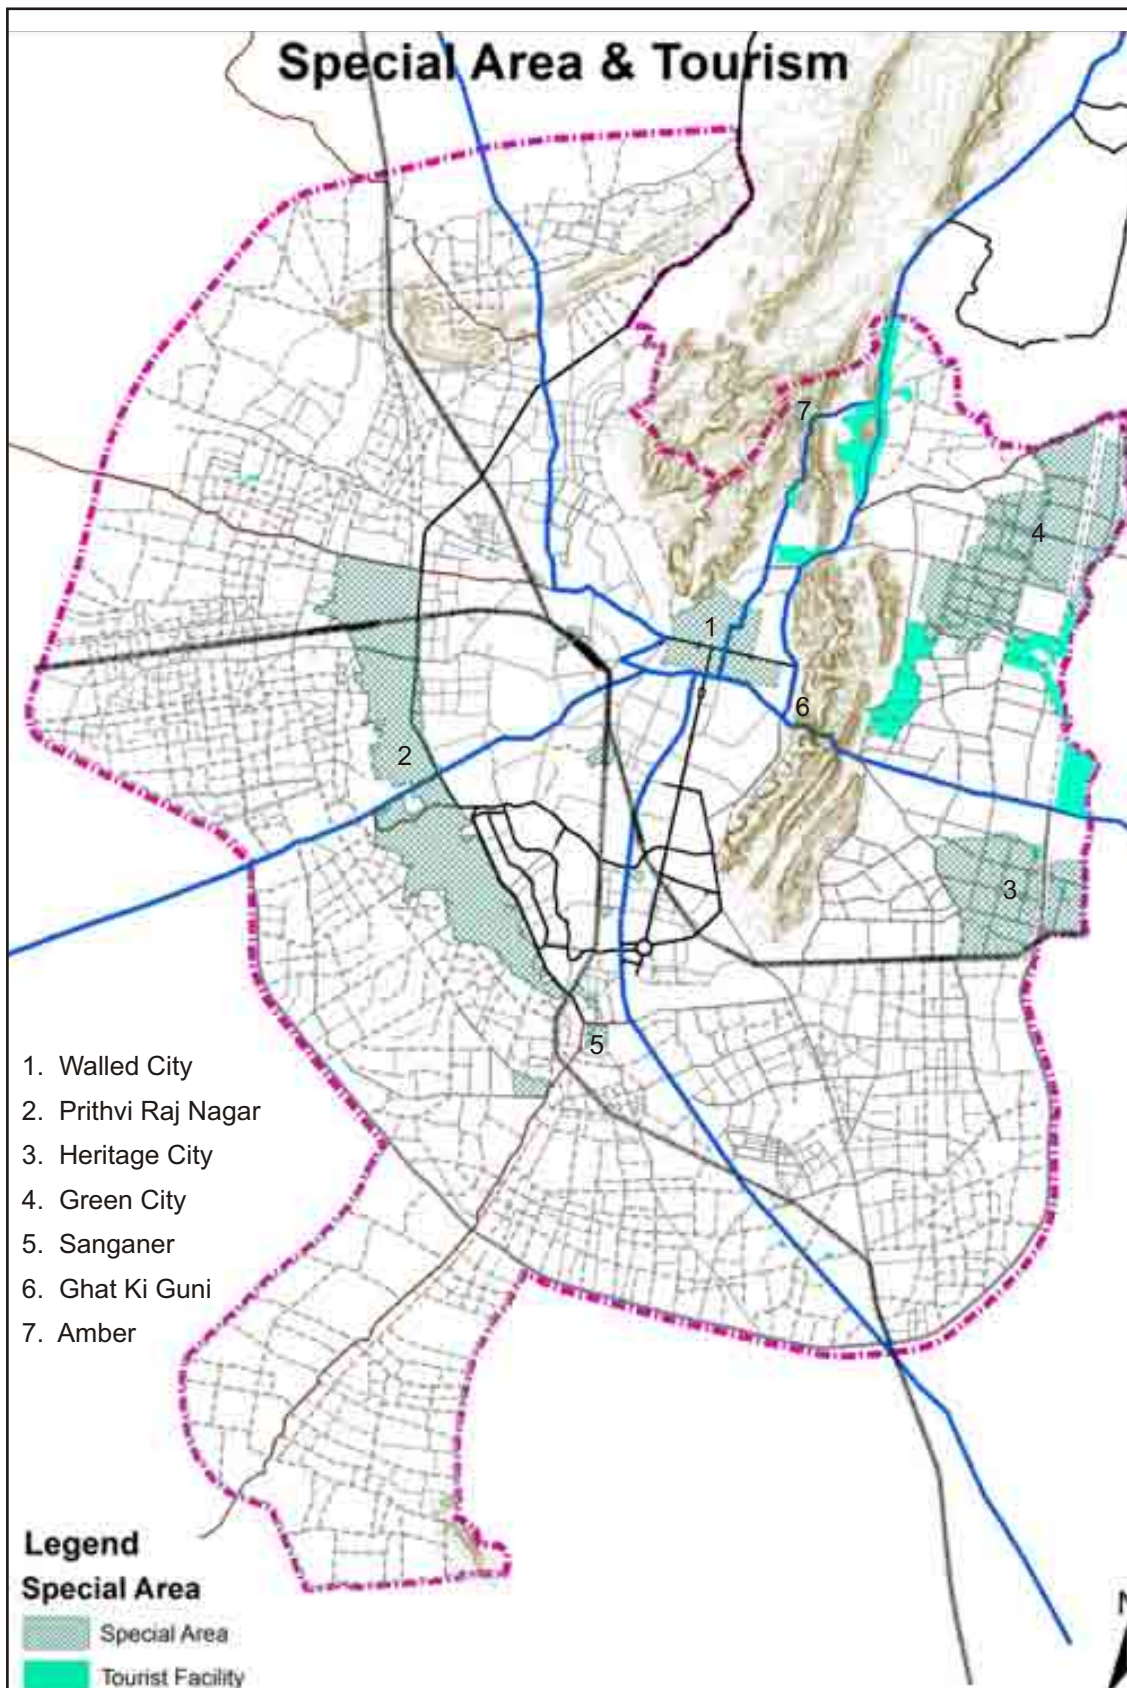 Special Area & Tourism
7
4
1
6
2
3
5
1. Walled City
2. Prithvi Raj Nagar
3. Heritage City
4. Green City
5. Sanganer
6. Ghat Ki Guni
7. Amber
Legend
Special Area
Special Area
Tourist Facility
N